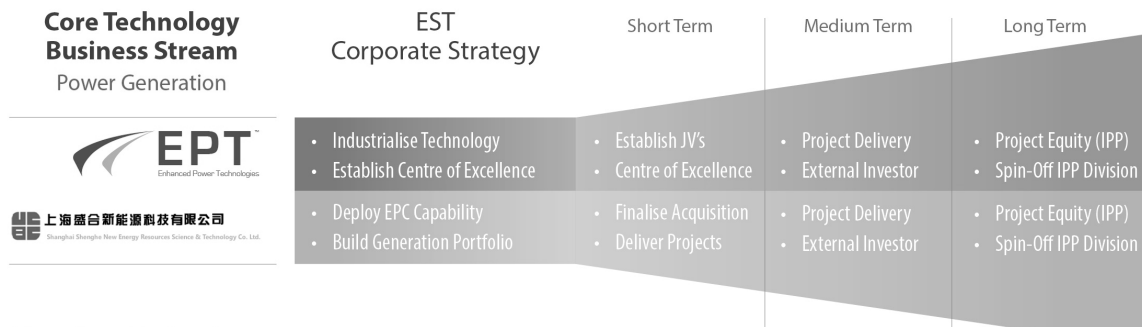 Core Technology
Business Stream
Power Generation
EST
Corporate Strategy
Short Term
Medium Term
Long Term
EPT™
Enhanced Power Technologies
• Industrialise Technology
• Establish Centre of Excellence
• Establish JV's
• Centre of Excellence
• Project Delivery
• External Investor
• Project Equity (IPP)
• Spin-Off IPP Division
上海盛合新能源科技有限公司
Shanghai Shenghe New Energy Resources Science & Technology Co. Ltd.
• Deploy EPC Capability
• Build Generation Portfolio
• Finalise Acquisition
• Deliver Projects
• Project Delivery
• External Investor
• Project Equity (IPP)
• Spin-Off IPP Division